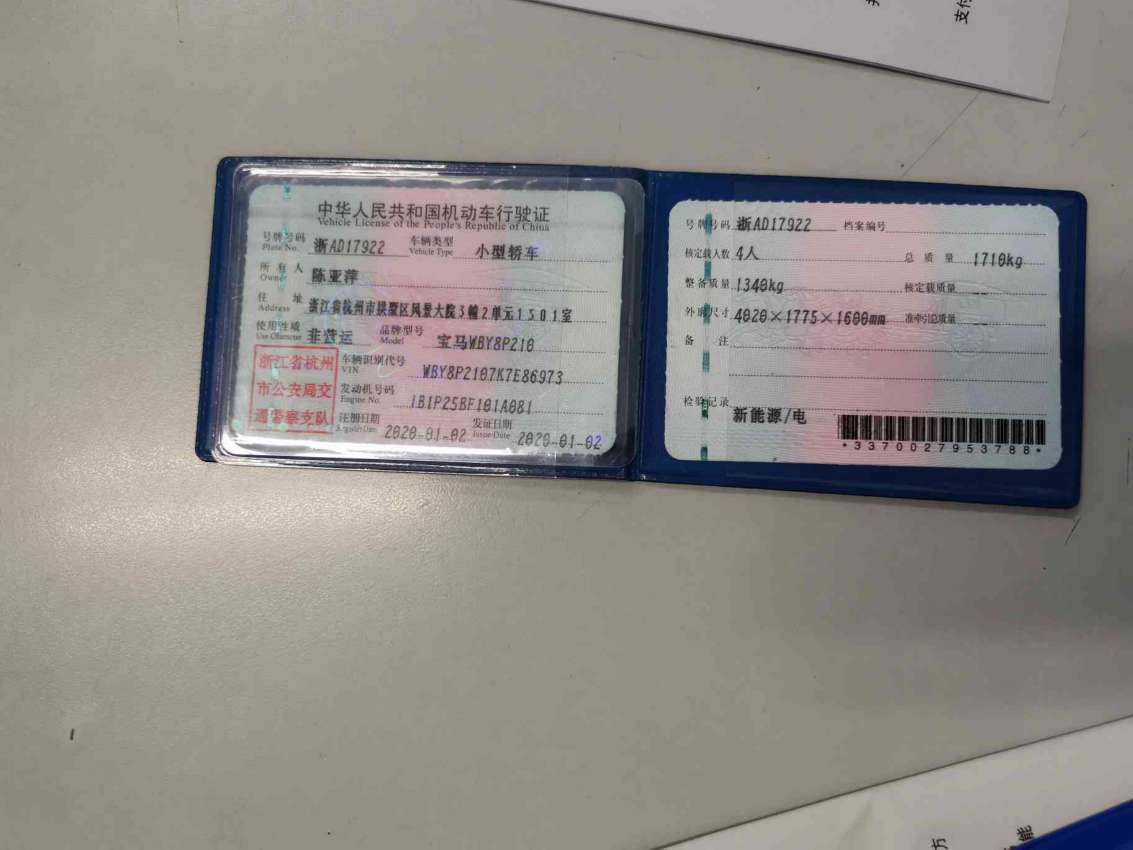 中华人民共和国机动车行驶证
Vehicle License of the People's Republic of China
号牌号码 浙AD17922 车辆类型 小型轿车
Plate No. Vehicle Type
所有人 陈亚萍
Owner
住址 浙江省杭州市拱墅区风景大院3幢2单元1501室
Address
使用性质 非营运 品牌型号 宝马WBY8P210
Use Character Model
浙江省杭州
市公安局交
通警察支队
车辆识别代号 WBY8P2107K7E86973
VIN
发动机号码 IB1P25BF101A081
Engine No.
注册日期 2020-01-02 发证日期 2020-01-02
Register Date Issue Date
号牌号码 浙AD17922 档案编号
核定载人数 4人 总质量 1710kg
整备质量 1340kg 核定载质量 --
外廓尺寸 4020×1775×1600mm 准牵引总质量 --
备注
检验记录
新能源/电
*3370027953788*
支付
方
能